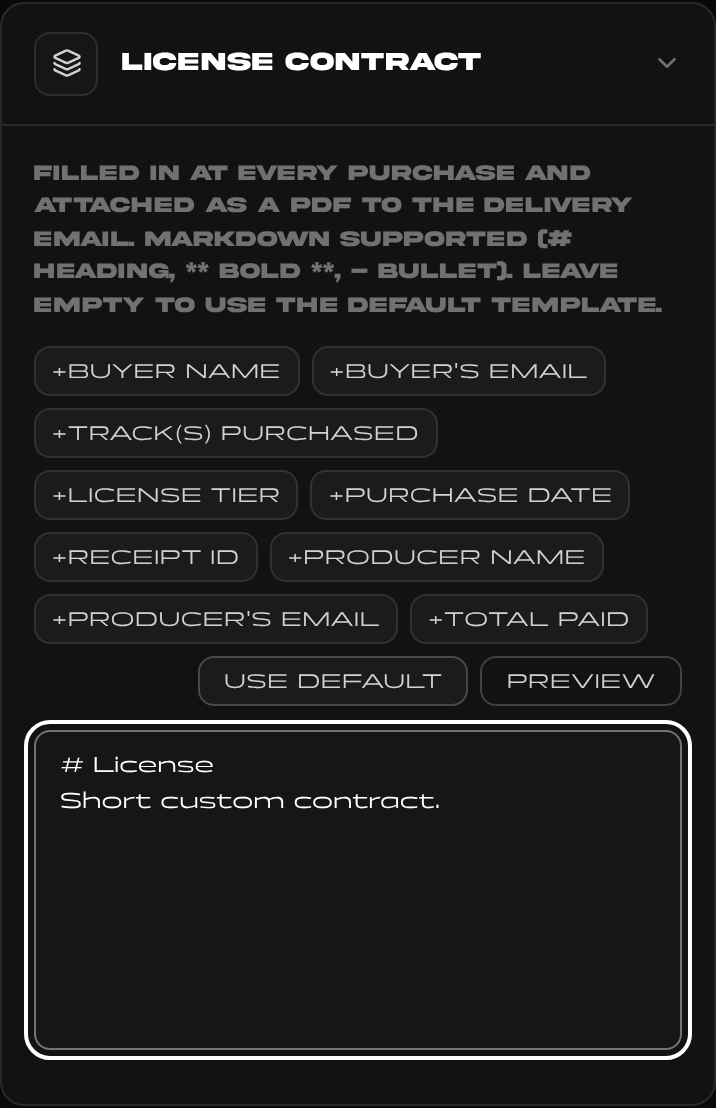 LICENSE CONTRACT
FILLED IN AT EVERY PURCHASE AND
ATTACHED AS A PDF TO THE DELIVERY
EMAIL. MARKDOWN SUPPORTED (#
HEADING, ** BOLD **, – BULLET). LEAVE
EMPTY TO USE THE DEFAULT TEMPLATE.
+BUYER NAME +BUYER'S EMAIL
+TRACK(S) PURCHASED
+LICENSE TIER +PURCHASE DATE
+RECEIPT ID +PRODUCER NAME
+PRODUCER'S EMAIL +TOTAL PAID
USE DEFAULT PREVIEW
# License
Short custom contract.